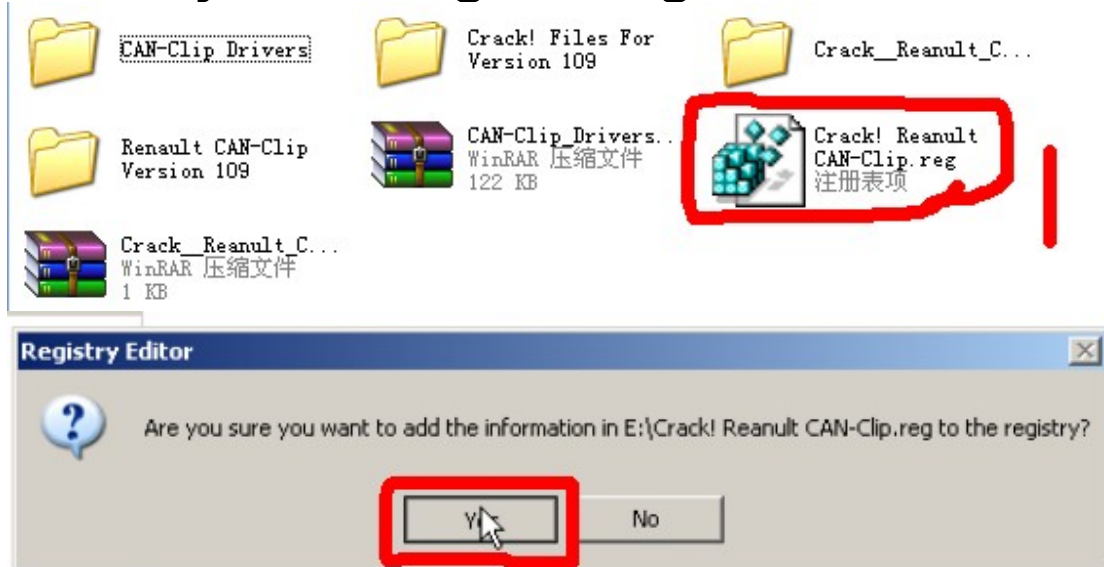 CAN-Clip Drivers
Crack! Files For
Version 109
Crack__Reanult_C...
Renault CAN-Clip
Version 109
CAN-Clip_Drivers..
WinRAR 压缩文件
122 KB
Crack! Reanult
CAN-Clip.reg
注册表项
Crack__Reanult_C...
WinRAR 压缩文件
1 KB
Registry Editor
Are you sure you want to add the information in E:\Crack! Reanult CAN-Clip.reg to the registry?
No